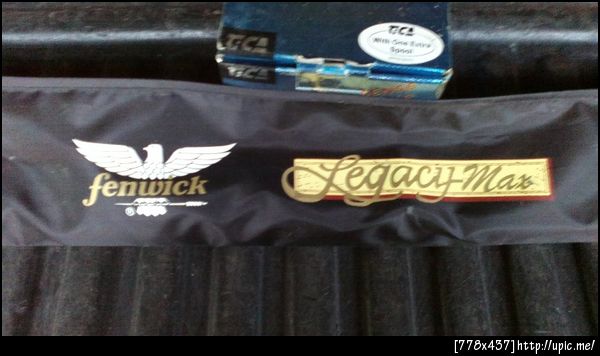 TiCA
With One Extra
Spool
TiCA
fenwick
®
Legacy Max
[778x437]http://upic.me/